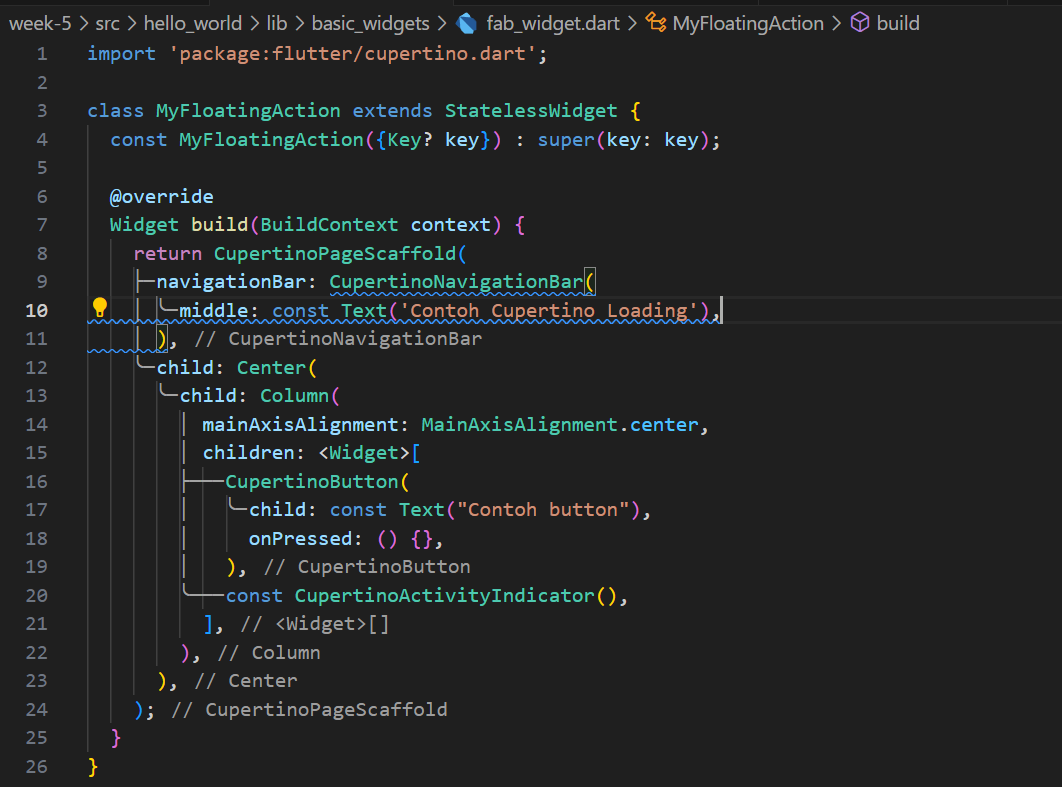 week-5 > src > hello_world > lib > basic_widgets > fab_widget.dart > MyFloatingAction > build
1 import 'package:flutter/cupertino.dart';
2
3 class MyFloatingAction extends StatelessWidget {
4 const MyFloatingAction({Key? key}) : super(key: key);
5
6 @override
7 Widget build(BuildContext context) {
8 return CupertinoPageScaffold(
9 navigationBar: CupertinoNavigationBar(
10 middle: const Text('Contoh Cupertino Loading'),
11 ), // CupertinoNavigationBar
12 child: Center(
13 child: Column(
14 mainAxisAlignment: MainAxisAlignment.center,
15 children: <Widget>[
16 CupertinoButton(
17 child: const Text("Contoh button"),
18 onPressed: () {},
19 ), // CupertinoButton
20 const CupertinoActivityIndicator(),
21 ], // <Widget>[]
22 ), // Column
23 ), // Center
24 ); // CupertinoPageScaffold
25 }
26 }